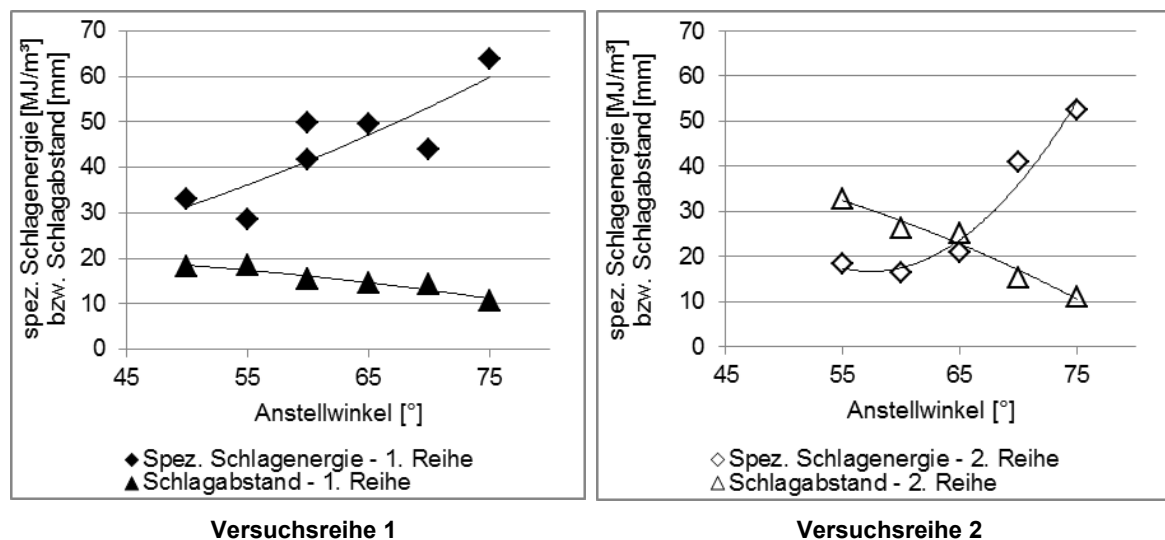 spez. Schlagenergie [MJ/m³]
bzw. Schlagabstand [mm]
70
60
50
40
30
20
10
0
45
55
65
75
Anstellwinkel [°]
Spez. Schlagenergie - 1. Reihe
Schlagabstand - 1. Reihe
Versuchsreihe 1
spez. Schlagenergie [MJ/m³]
bzw. Schlagabstand [mm]
70
60
50
40
30
20
10
0
45
55
65
75
Anstellwinkel [°]
Spez. Schlagenergie - 2. Reihe
Schlagabstand - 2. Reihe
Versuchsreihe 2